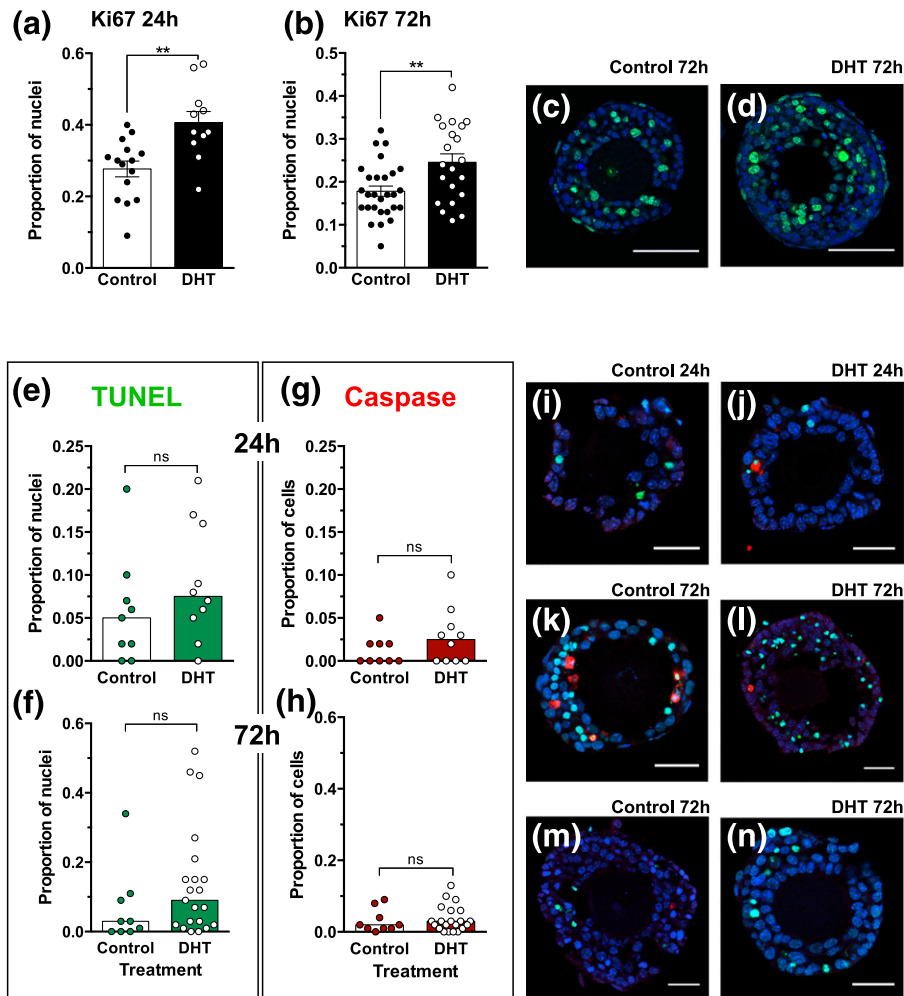 (a) Ki67 24h
**
Proportion of nuclei
0.6
0.4
0.2
0.0
Control DHT
(b) Ki67 72h
**
Proportion of nuclei
0.5
0.4
0.3
0.2
0.1
0.0
Control DHT
Control 72h
(c)
DHT 72h
(d)
(e) TUNEL
24h
ns
Proportion of nuclei
0.25
0.20
0.15
0.10
0.05
0.00
Control DHT
(g) Caspase
ns
Proportion of cells
0.25
0.20
0.15
0.10
0.05
0.00
Control DHT
(f)
72h
ns
Proportion of nuclei
0.6
0.4
0.2
0.0
Control DHT
Treatment
(h)
ns
Proportion of cells
0.6
0.4
0.2
0.0
Control DHT
Treatment
Control 24h
(i)
DHT 24h
(j)
Control 72h
(k)
DHT 72h
(l)
Control 72h
(m)
DHT 72h
(n)